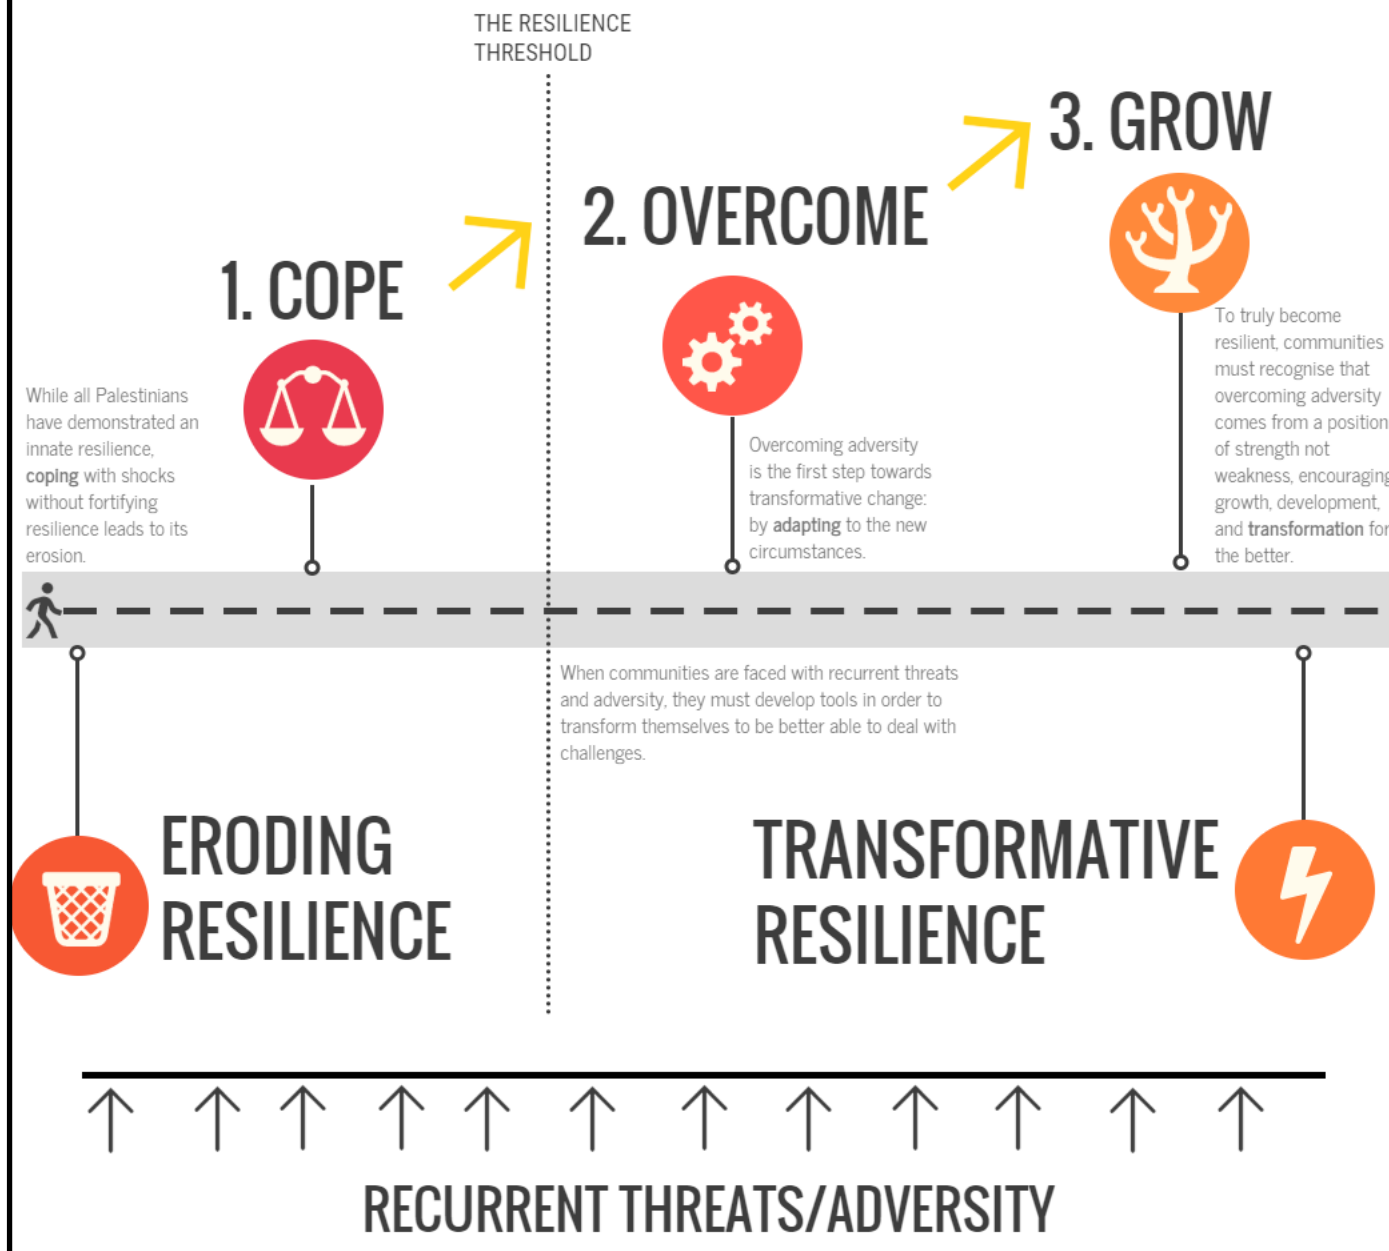 THE RESILIENCE
THRESHOLD
3. GROW
2. OVERCOME
1. COPE
To truly become
resilient, communities
must recognise that
overcoming adversity
comes from a position
of strength not
weakness, encouraging
growth, development,
and transformation for
the better.
While all Palestinians
have demonstrated an
innate resilience,
coping with shocks
without fortifying
resilience leads to its
erosion.
Overcoming adversity
is the first step towards
transformative change:
by adapting to the new
circumstances.
When communities are faced with recurrent threats
and adversity, they must develop tools in order to
transform themselves to be better able to deal with
challenges.
ERODING
RESILIENCE
TRANSFORMATIVE
RESILIENCE
RECURRENT THREATS/ADVERSITY